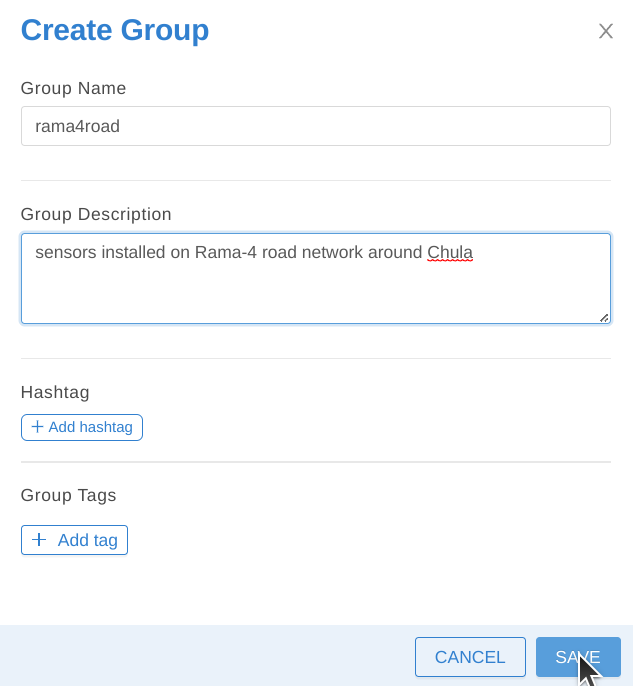 Create Group
Group Name
rama4road
Group Description
sensors installed on Rama-4 road network around Chula
Hashtag
+ Add hashtag
Group Tags
+ Add tag
CANCEL
SAVE